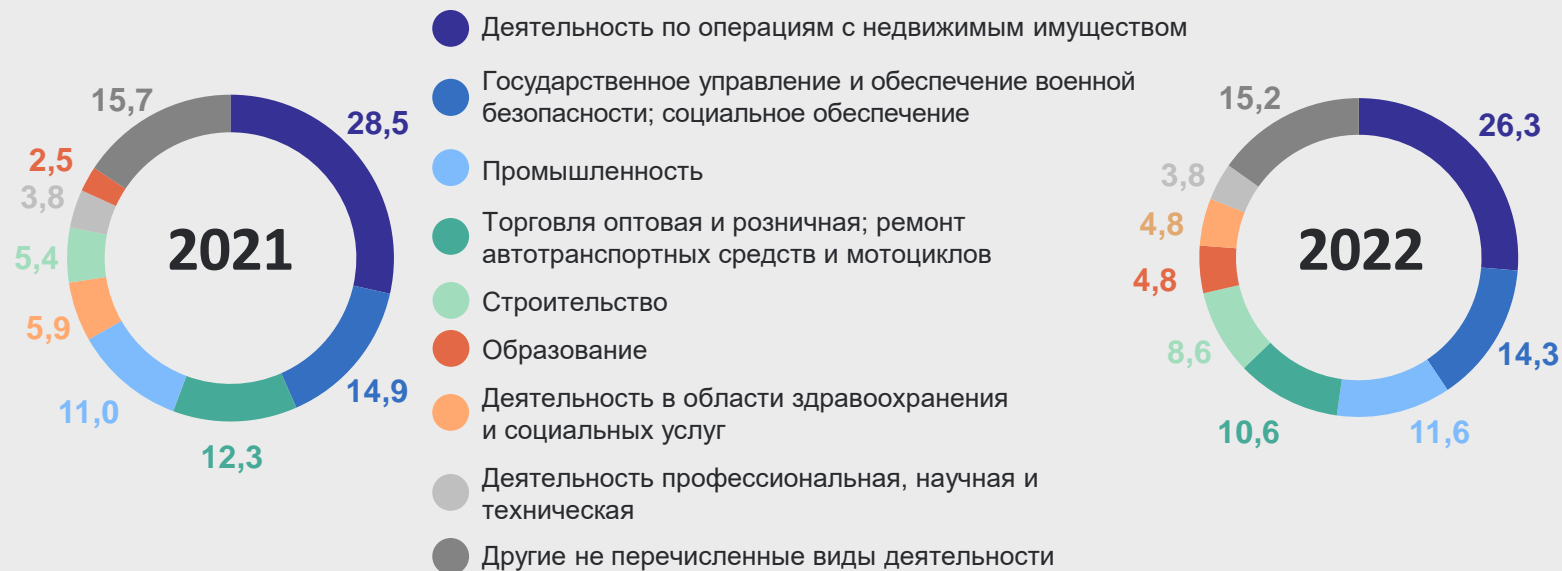 15,7
28,5
2,5
3,8
5,4
5,9
11,0
12,3
14,9
2021
Деятельность по операциям с недвижимым имуществом
Государственное управление и обеспечение военной
безопасности; социальное обеспечение
Промышленность
Торговля оптовая и розничная; ремонт
автотранспортных средств и мотоциклов
Строительство
Образование
Деятельность в области здравоохранения
и социальных услуг
Деятельность профессиональная, научная и
техническая
Другие не перечисленные виды деятельности
15,2
26,3
3,8
4,8
4,8
8,6
10,6
11,6
14,3
2022